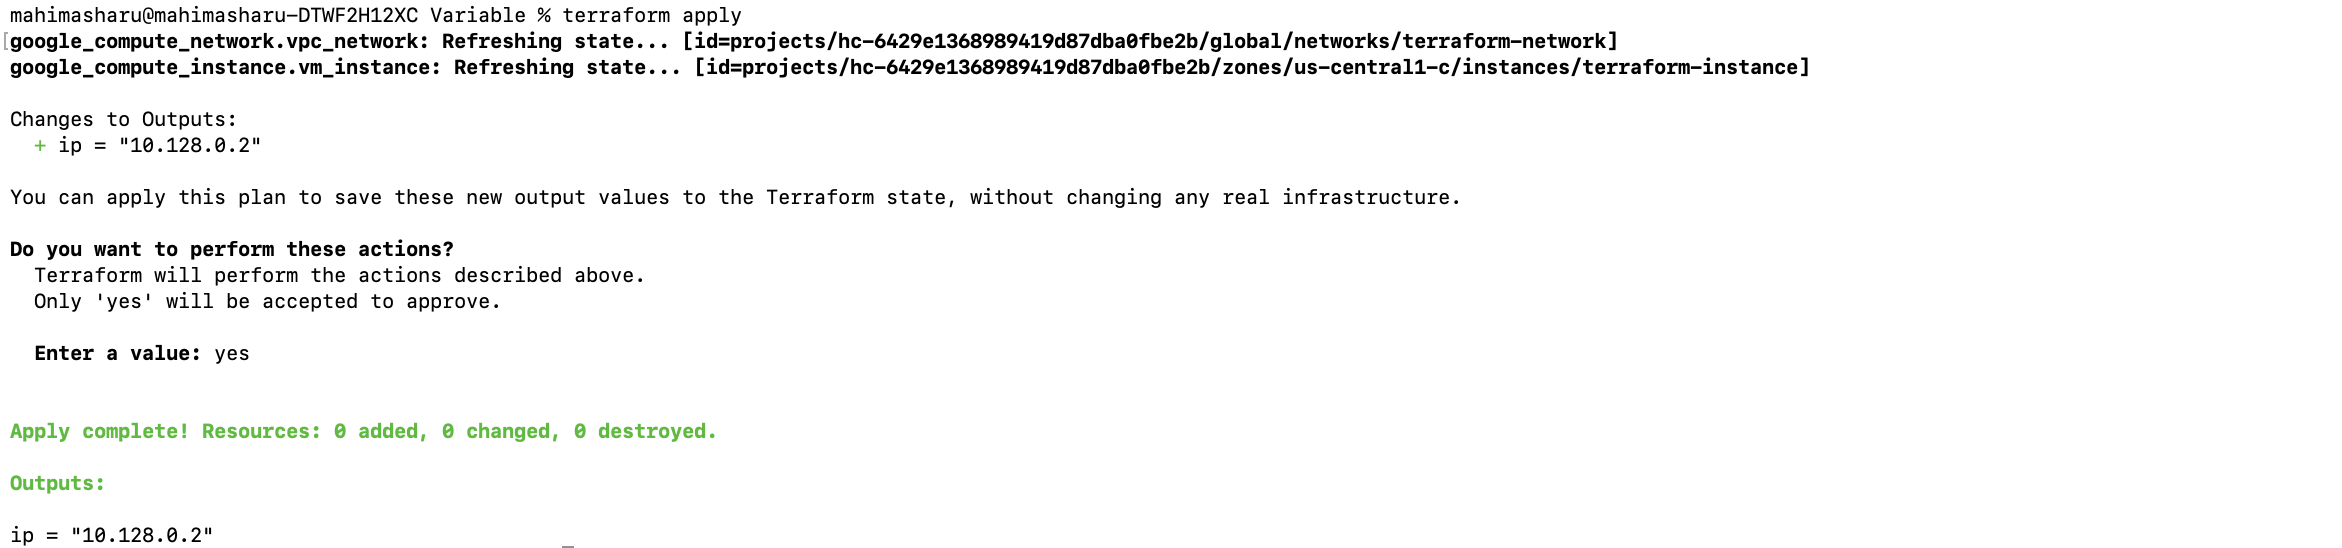 mahimasharu@mahimasharu-DTWF2H12XC Variable % terraform apply
[google_compute_network.vpc_network: Refreshing state... [id=projects/hc-6429e1368989419d87dba0fbe2b/global/networks/terraform-network]
google_compute_instance.vm_instance: Refreshing state... [id=projects/hc-6429e1368989419d87dba0fbe2b/zones/us-central1-c/instances/terraform-instance]
Changes to Outputs:
+ ip = "10.128.0.2"
You can apply this plan to save these new output values to the Terraform state, without changing any real infrastructure.
Do you want to perform these actions?
Terraform will perform the actions described above.
Only 'yes' will be accepted to approve.
Enter a value: yes
Apply complete! Resources: 0 added, 0 changed, 0 destroyed.
Outputs:
ip = "10.128.0.2"